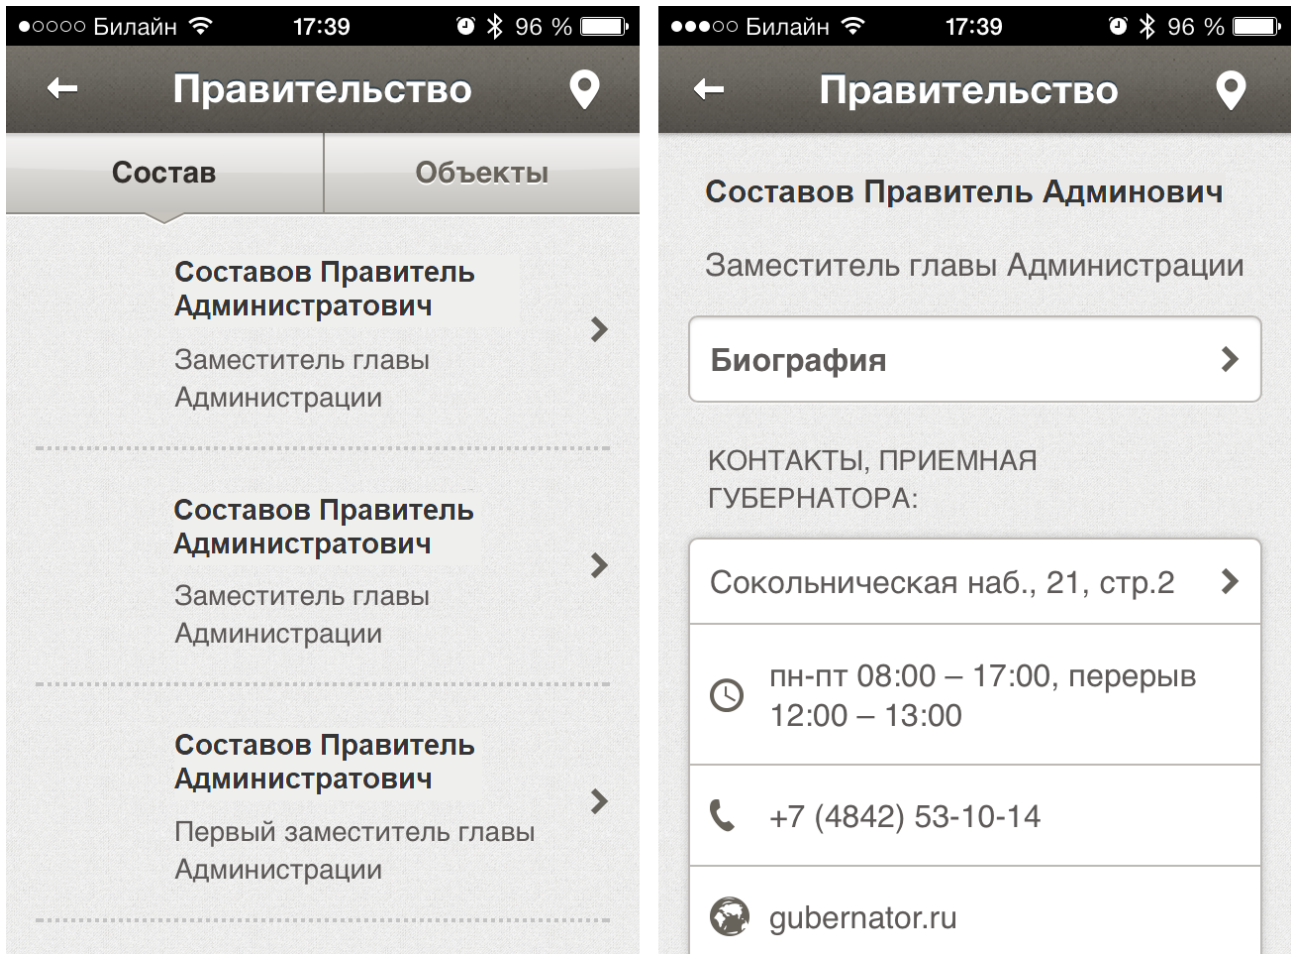 Билайн 17:39 96 %
Правительство
Состав Объекты
Составов Правитель
Администратович
Заместитель главы
Администрации
Составов Правитель
Администратович
Заместитель главы
Администрации
Составов Правитель
Администратович
Первый заместитель главы
Администрации
Билайн 17:39 96 %
Правительство
Составов Правитель Админович
Заместитель главы Администрации
Биография
КОНТАКТЫ, ПРИЕМНАЯ
ГУБЕРНАТОРА:
Сокольническая наб., 21, стр.2
пн-пт 08:00 – 17:00, перерыв
12:00 – 13:00
+7 (4842) 53-10-14
gubernator.ru